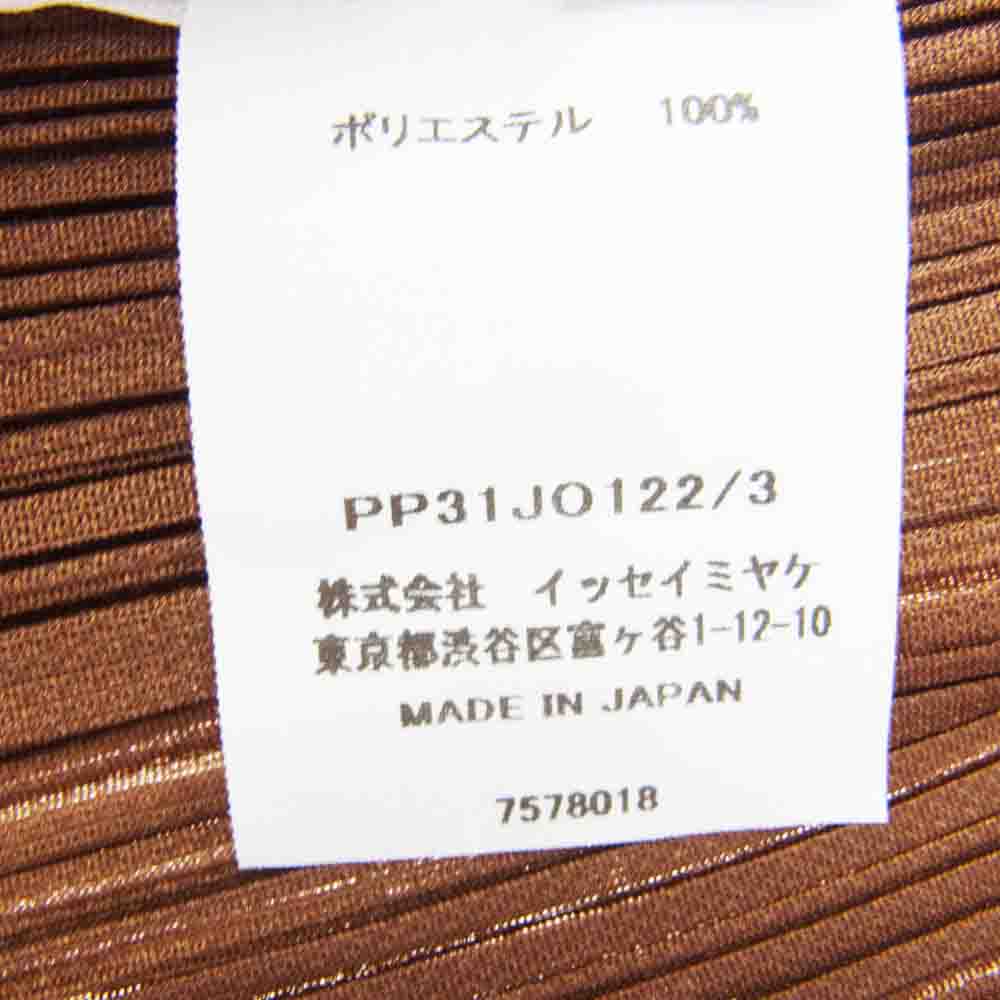 ポリエステル 100%
PP31JO122/3
株式会社 イッセイミヤケ
東京都渋谷区富ヶ谷1-12-10
MADE IN JAPAN
7578018